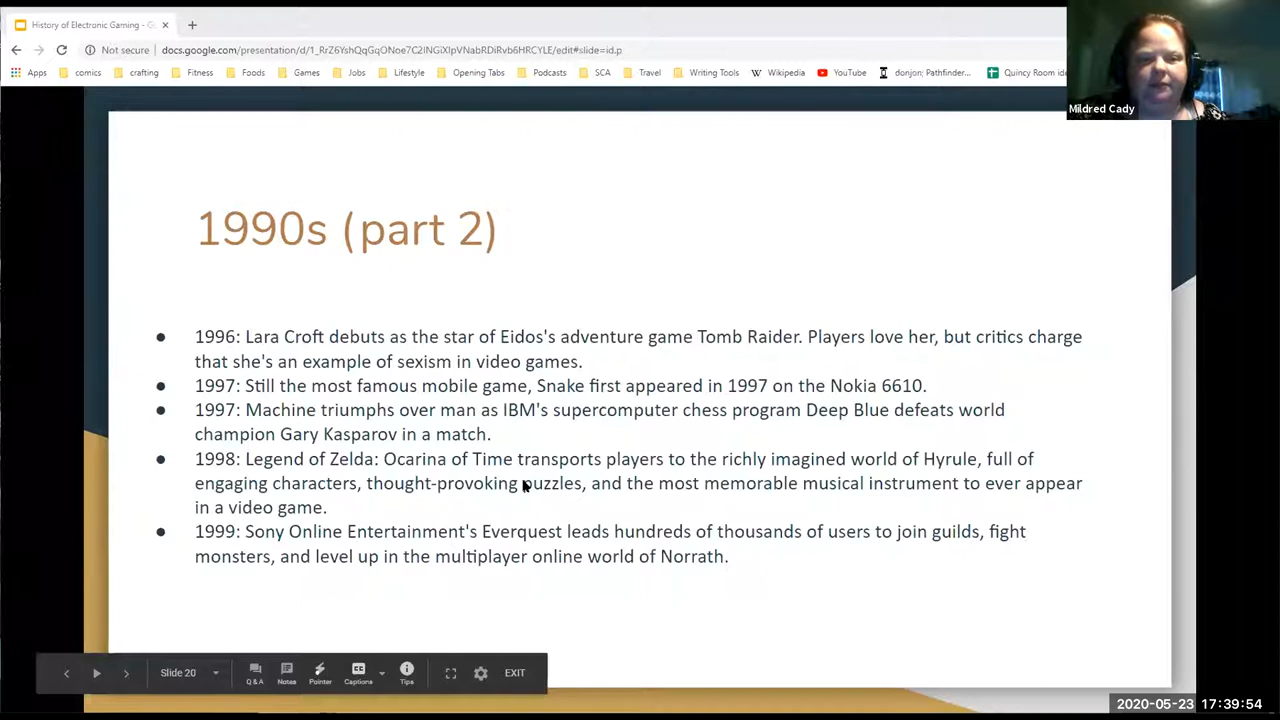 History of Electronic Gaming - G
Not secure docs.google.com/presentation/d/1_RrZ6YshQqGqONoe7C2lNGiXlpVNabRDiRvb6HRCYLE/edit#slide=id.p
Apps comics crafting Fitness Foods Games Jobs Lifestyle Opening Tabs Podcasts SCA Travel Writing Tools Wikipedia YouTube donjon; Pathfinder... Quincy Room
Mildred Cady
1990s (part 2)
● 1996: Lara Croft debuts as the star of Eidos's adventure game Tomb Raider. Players love her, but critics charge
that she's an example of sexism in video games.
● 1997: Still the most famous mobile game, Snake first appeared in 1997 on the Nokia 6610.
● 1997: Machine triumphs over man as IBM's supercomputer chess program Deep Blue defeats world
champion Gary Kasparov in a match.
● 1998: Legend of Zelda: Ocarina of Time transports players to the richly imagined world of Hyrule, full of
engaging characters, thought-provoking puzzles, and the most memorable musical instrument to ever appear
in a video game.
● 1999: Sony Online Entertainment's Everquest leads hundreds of thousands of users to join guilds, fight
monsters, and level up in the multiplayer online world of Norrath.
Slide 20 Q & A Notes Pointer Captions Tips EXIT
2020-05-23 17:39:54